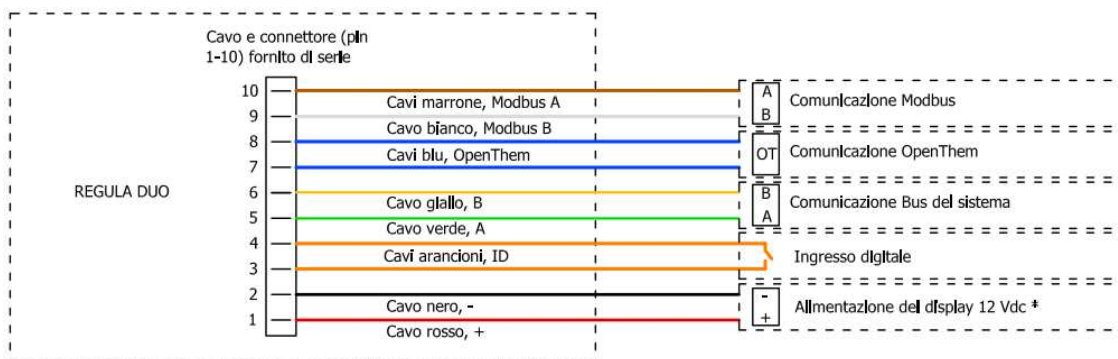 Cavo e connettore (pin
1-10) fornito di serie
10
Cavi marrone, Modbus A
A
B
Comunicazione Modbus
9
Cavo bianco, Modbus B
8
Cavi blu, OpenThem
OT
Comunicazione OpenThem
7
REGULA DUO
6
Cavo giallo, B
B
A
Comunicazione Bus del sistema
5
Cavo verde, A
4
Cavi arancioni, ID
Ingresso digitale
3
2
Cavo nero, -
-
+
Alimentazione del display 12 Vdc *
1
Cavo rosso, +